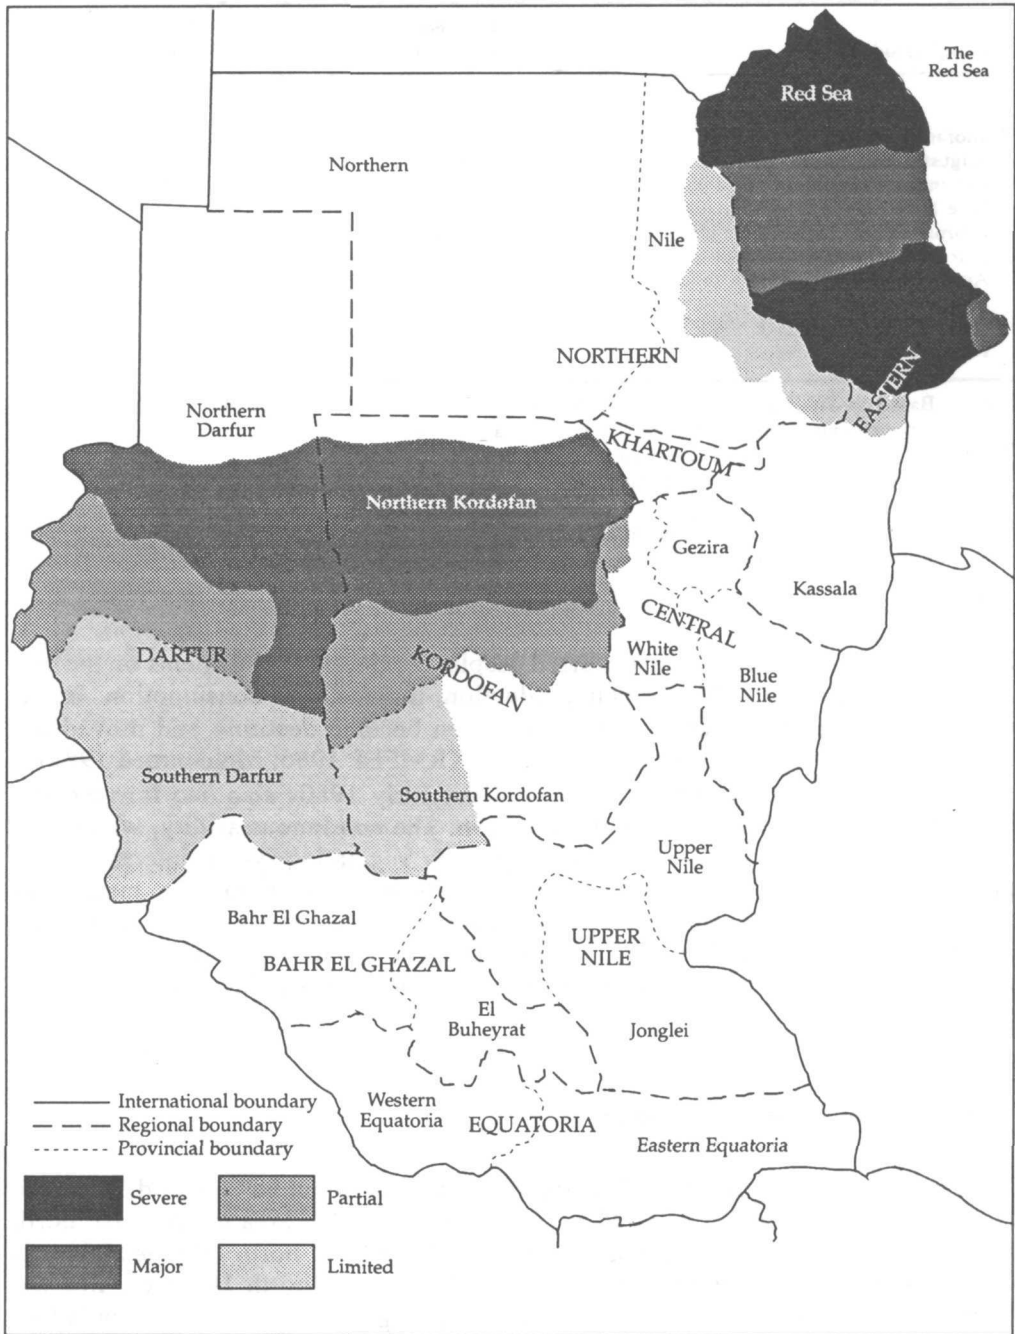 The
Red Sea
Red Sea
Northern
Nile
NORTHERN
EASTERN
Northern
Darfur
KHARTOUM
Northern Kordofan
Gezira
Kassala
CENTRAL
DARFUR
KORDOFAN
White
Nile
Blue
Nile
Southern Darfur
Southern Kordofan
Upper
Nile
Bahr El Ghazal
UPPER
NILE
BAHR EL GHAZAL
El
Buheyrat
Jonglei
International boundary
Regional boundary
Provincial boundary
Western
Equatoria
EQUATORIA
Eastern Equatoria
Severe
Partial
Major
Limited